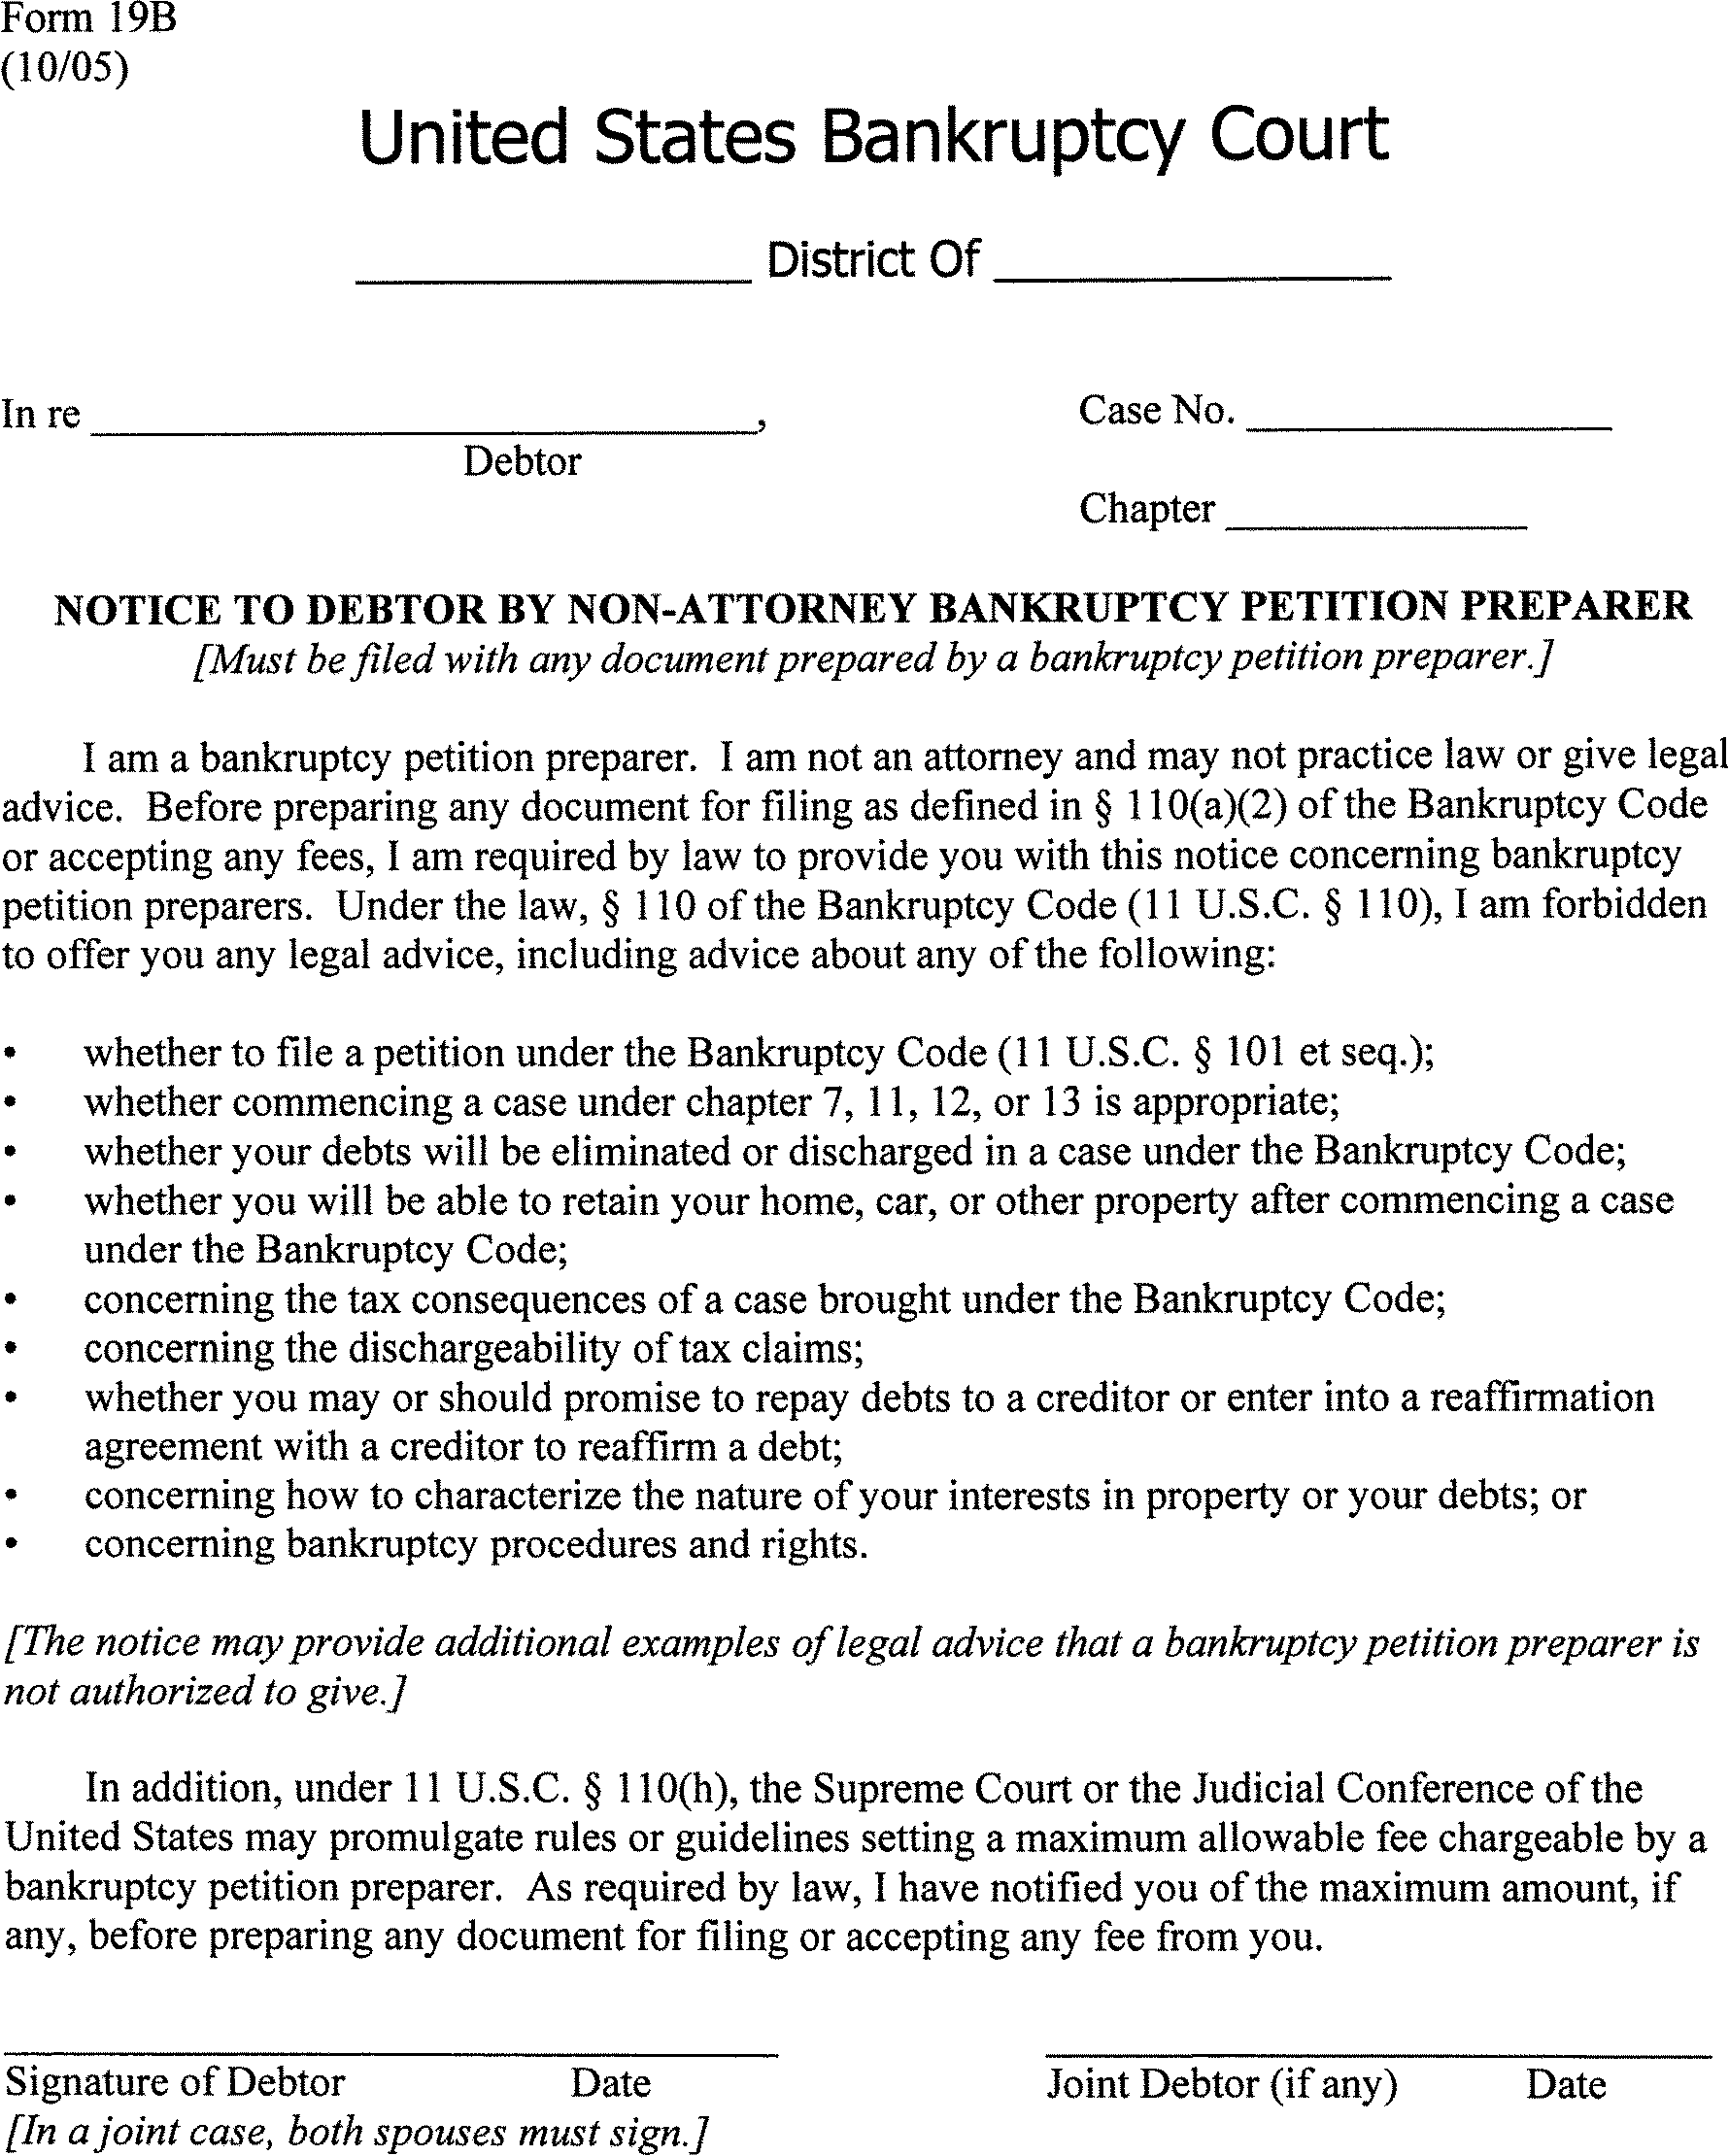 Form 19B
(10/05)
United States Bankruptcy Court
____________ District Of ____________
In re ____________________, Case No. ____________
Debtor
Chapter __________
NOTICE TO DEBTOR BY NON-ATTORNEY BANKRUPTCY PETITION PREPARER
[Must be filed with any document prepared by a bankruptcy petition preparer.]
I am a bankruptcy petition preparer. I am not an attorney and may not practice law or give legal
advice. Before preparing any document for filing as defined in § 110(a)(2) of the Bankruptcy Code
or accepting any fees, I am required by law to provide you with this notice concerning bankruptcy
petition preparers. Under the law, § 110 of the Bankruptcy Code (11 U.S.C. § 110), I am forbidden
to offer you any legal advice, including advice about any of the following:
• whether to file a petition under the Bankruptcy Code (11 U.S.C. § 101 et seq.);
• whether commencing a case under chapter 7, 11, 12, or 13 is appropriate;
• whether your debts will be eliminated or discharged in a case under the Bankruptcy Code;
• whether you will be able to retain your home, car, or other property after commencing a case
under the Bankruptcy Code;
• concerning the tax consequences of a case brought under the Bankruptcy Code;
• concerning the dischargeability of tax claims;
• whether you may or should promise to repay debts to a creditor or enter into a reaffirmation
agreement with a creditor to reaffirm a debt;
• concerning how to characterize the nature of your interests in property or your debts; or
• concerning bankruptcy procedures and rights.
[The notice may provide additional examples of legal advice that a bankruptcy petition preparer is
not authorized to give.]
In addition, under 11 U.S.C. § 110(h), the Supreme Court or the Judicial Conference of the
United States may promulgate rules or guidelines setting a maximum allowable fee chargeable by a
bankruptcy petition preparer. As required by law, I have notified you of the maximum amount, if
any, before preparing any document for filing or accepting any fee from you.
Signature of Debtor Date Joint Debtor (if any) Date
[In a joint case, both spouses must sign.]